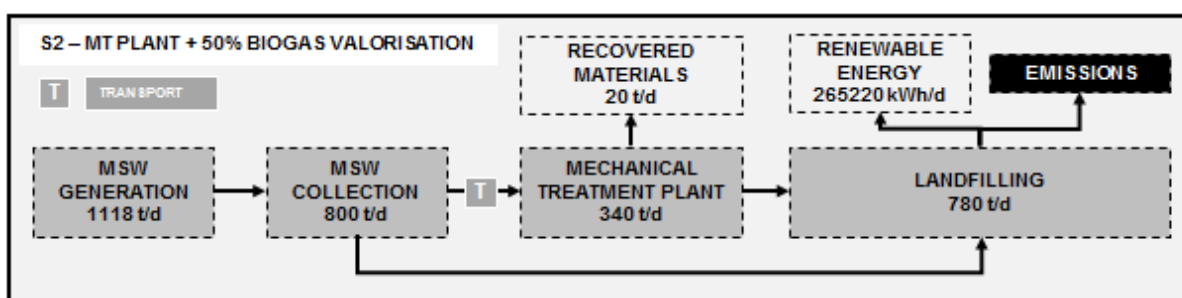 S2 – MT PLANT + 50% BIOGAS VALORISATION
T
TRANSPORT
RECOVERED
MATERIALS
20 t/d
RENEWABLE
ENERGY
265220 kWh/d
EMISSIONS
MSW
GENERATION
1118 t/d
MSW
COLLECTION
800 t/d
T
MECHANICAL
TREATMENT PLANT
340 t/d
LANDFILLING
780 t/d